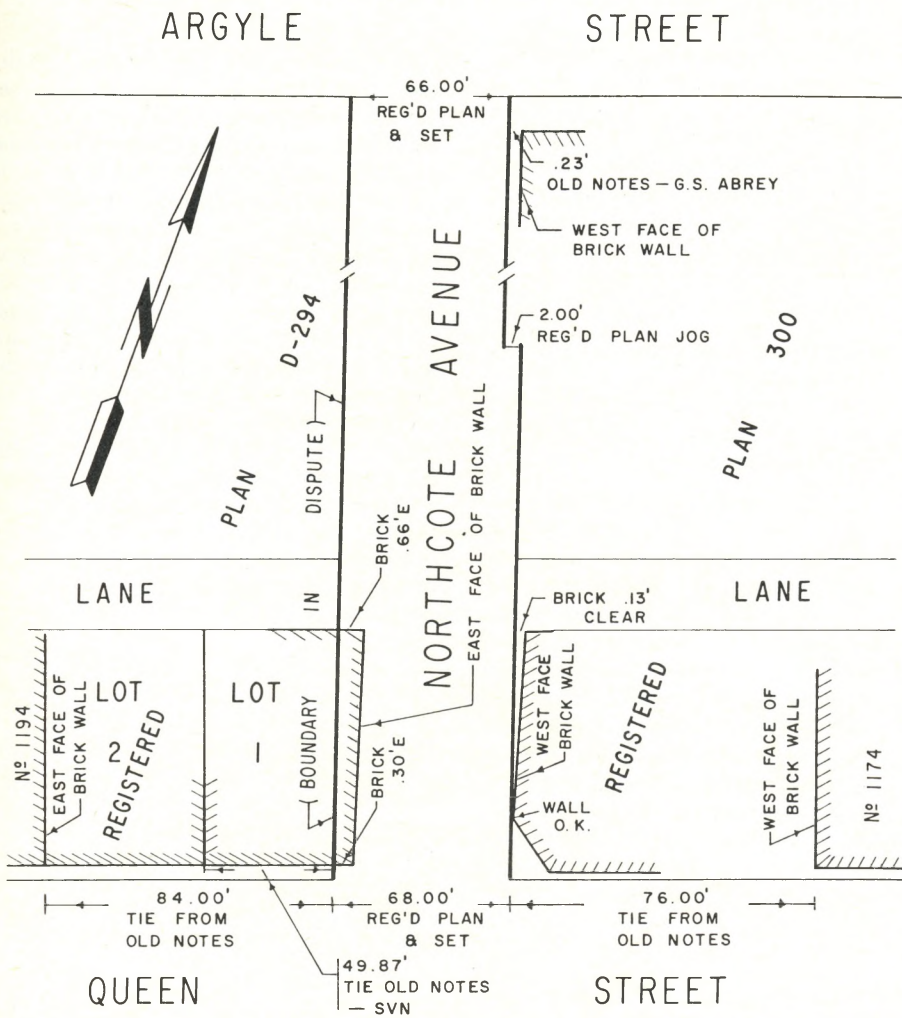 ARGYLE STREET
66.00'
REG'D PLAN
& SET
.23'
OLD NOTES — G.S. ABREY
WEST FACE OF
BRICK WALL
2.00'
REG'D PLAN JOG
PLAN D-294
PLAN 300
DISPUTE
NORTHCOTE AVENUE
EAST FACE OF BRICK WALL
BRICK
.66'E
LANE
IN
BRICK .13'
CLEAR
LANE
Nº 1194
EAST FACE OF
BRICK WALL
LOT
2
REGISTERED
LOT
1
BOUNDARY
BRICK
.30'E
WEST FACE
BRICK WALL
REGISTERED
WALL
O.K.
WEST FACE OF
BRICK WALL
Nº 1174
84.00'
TIE FROM
OLD NOTES
68.00'
REG'D PLAN
& SET
76.00'
TIE FROM
OLD NOTES
49.87'
TIE OLD NOTES
— SVN
QUEEN STREET